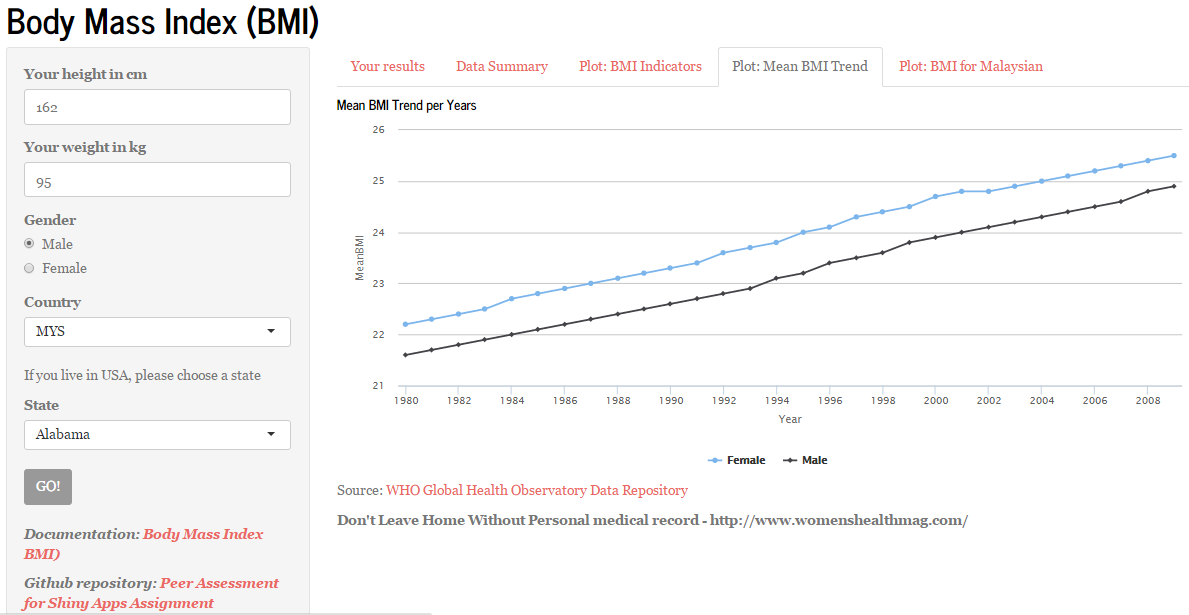 Body Mass Index (BMI)
Your height in cm
162
Your weight in kg
95
Gender
Male
Female
Country
MYS
If you live in USA, please choose a state
State
Alabama
GO!
Documentation: Body Mass Index
BMI)
Github repository: Peer Assessment
for Shiny Apps Assignment
Your results Data Summary Plot: BMI Indicators Plot: Mean BMI Trend Plot: BMI for Malaysian
Mean BMI Trend per Years
26
25
24
23
22
21
MeanBMI
1980 1982 1984 1986 1988 1990 1992 1994 1996 1998 2000 2002 2004 2006 2008
Year
Female Male
Source: WHO Global Health Observatory Data Repository
Don't Leave Home Without Personal medical record - http://www.womenshealthmag.com/